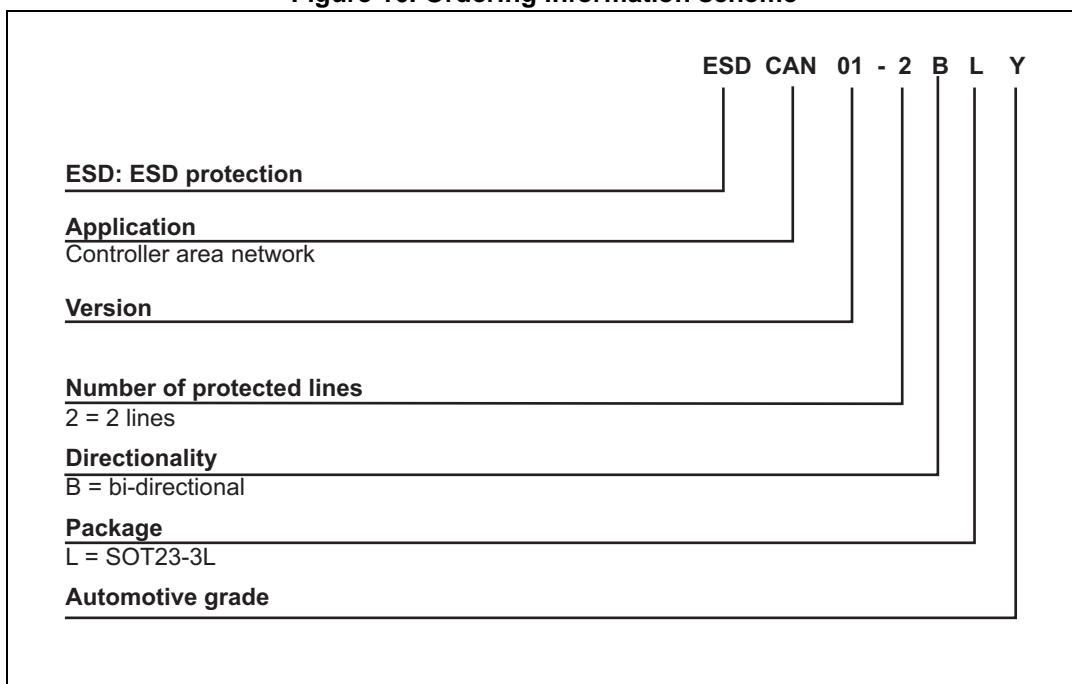 Figure 10. Ordering information scheme
ESD CAN 01 - 2 B L Y
ESD: ESD protection
Application
Controller area network
Version
Number of protected lines
2 = 2 lines
Directionality
B = bi-directional
Package
L = SOT23-3L
Automotive grade